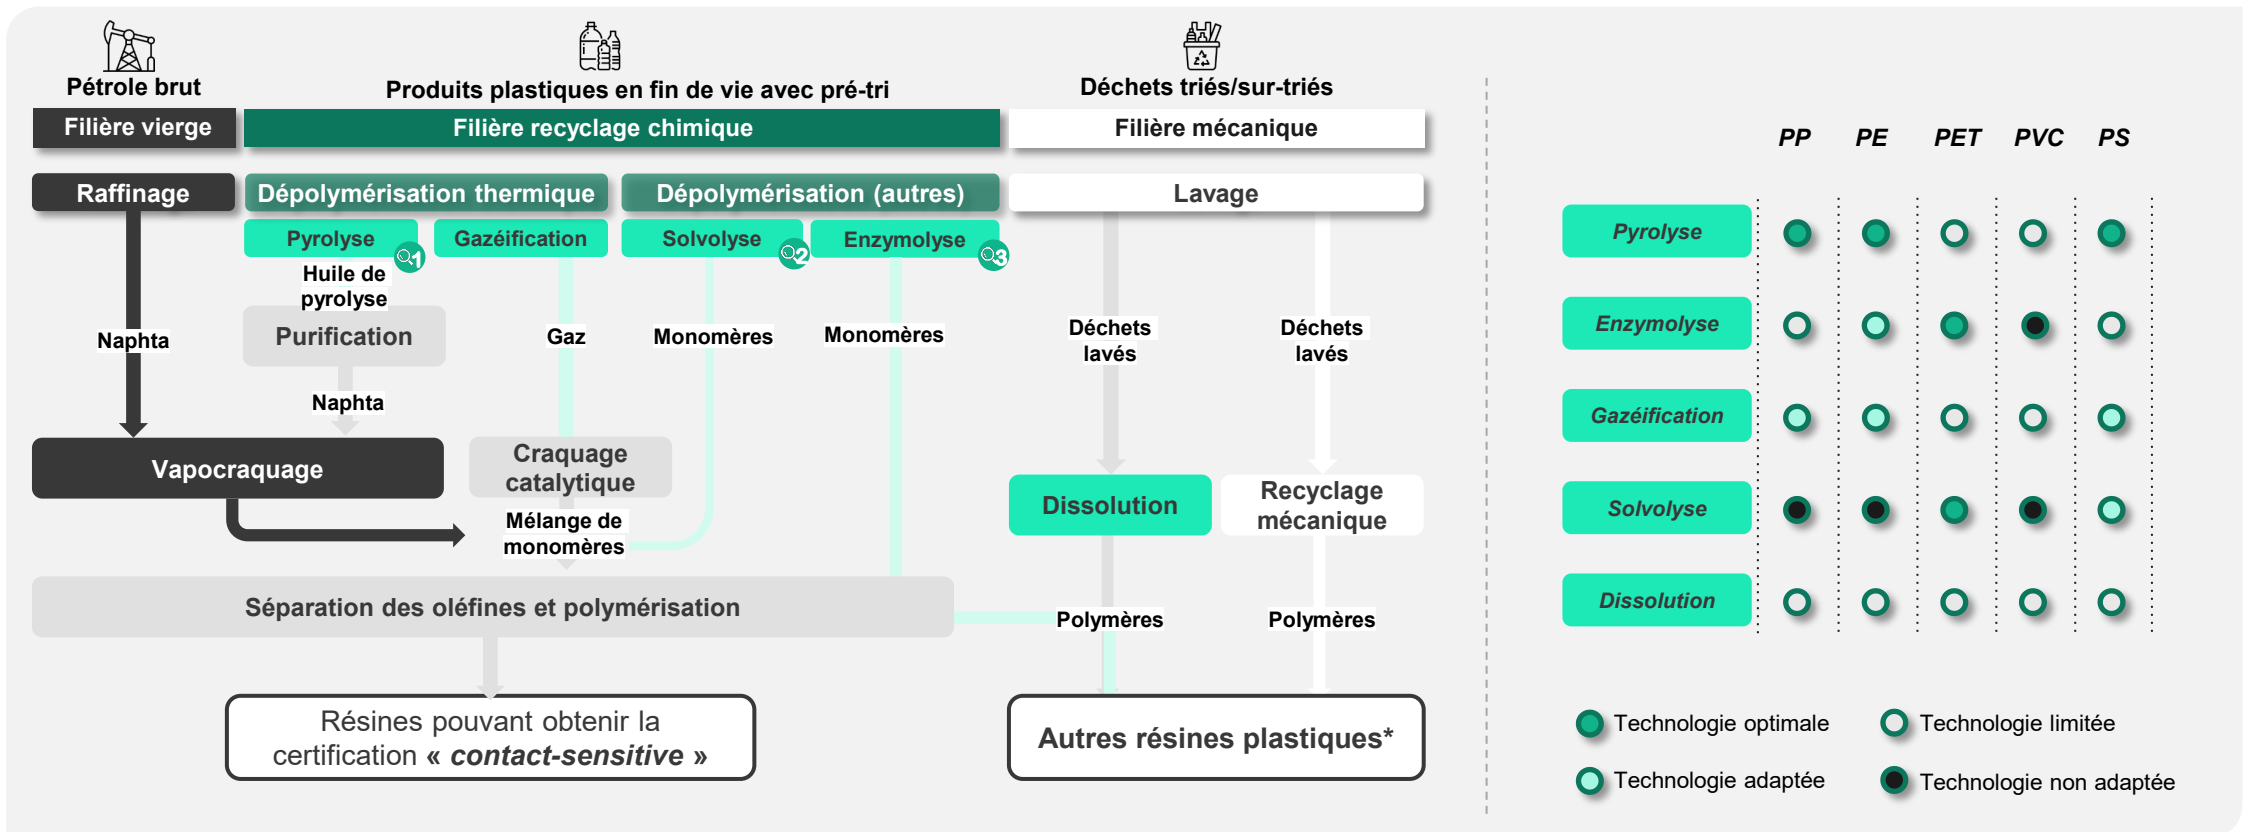 Pétrole brut
Produits plastiques en fin de vie avec pré-tri
Déchets triés/sur-triés
Filière vierge
Filière recyclage chimique
Filière mécanique
Raffinage
Dépolymérisation thermique
Dépolymérisation (autres)
Lavage
Pyrolyse
1
Gazéification
Solvolyse
2
Enzymolyse
3
Huile de
pyrolyse
Purification
Naphta
Naphta
Gaz
Monomères
Monomères
Déchets
lavés
Déchets
lavés
Vapocraquage
Craquage
catalytique
Mélange de
monomères
Dissolution
Recyclage
mécanique
Séparation des oléfines et polymérisation
Polymères
Polymères
Résines pouvant obtenir la
certification « contact-sensitive »
Autres résines plastiques*
PP PE PET PVC PS
Pyrolyse
Enzymolyse
Gazéification
Solvolyse
Dissolution
Technologie optimale
Technologie limitée
Technologie adaptée
Technologie non adaptée